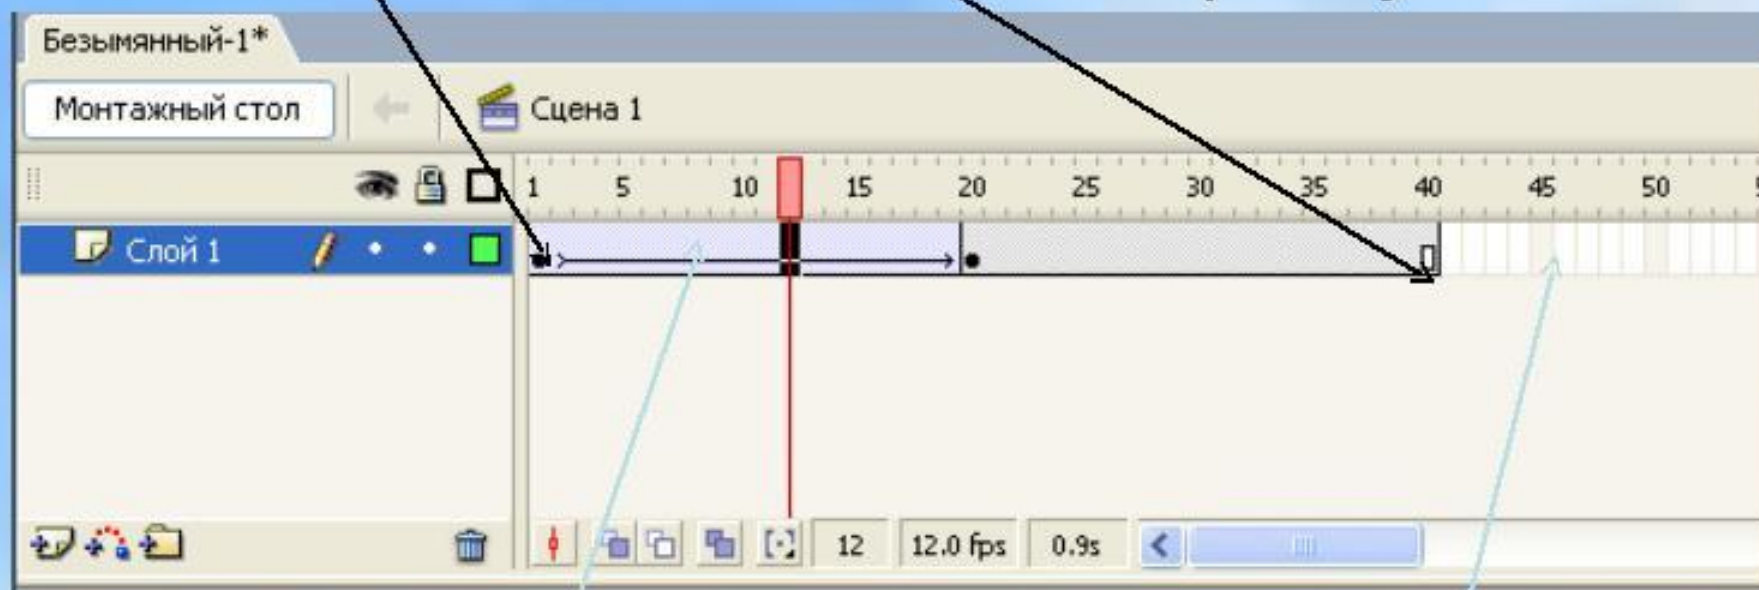 Безымянный-1*
Монтажный стол
Сцена 1
1 5 10 15 20 25 30 35 40 45 50
Слой 1
12 12.0 fps 0.9s